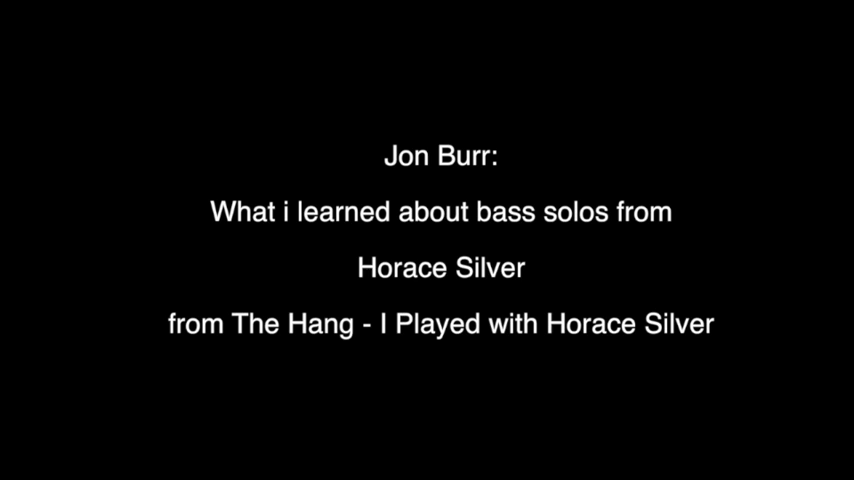 Jon Burr:
What i learned about bass solos from
Horace Silver
from The Hang - I Played with Horace Silver